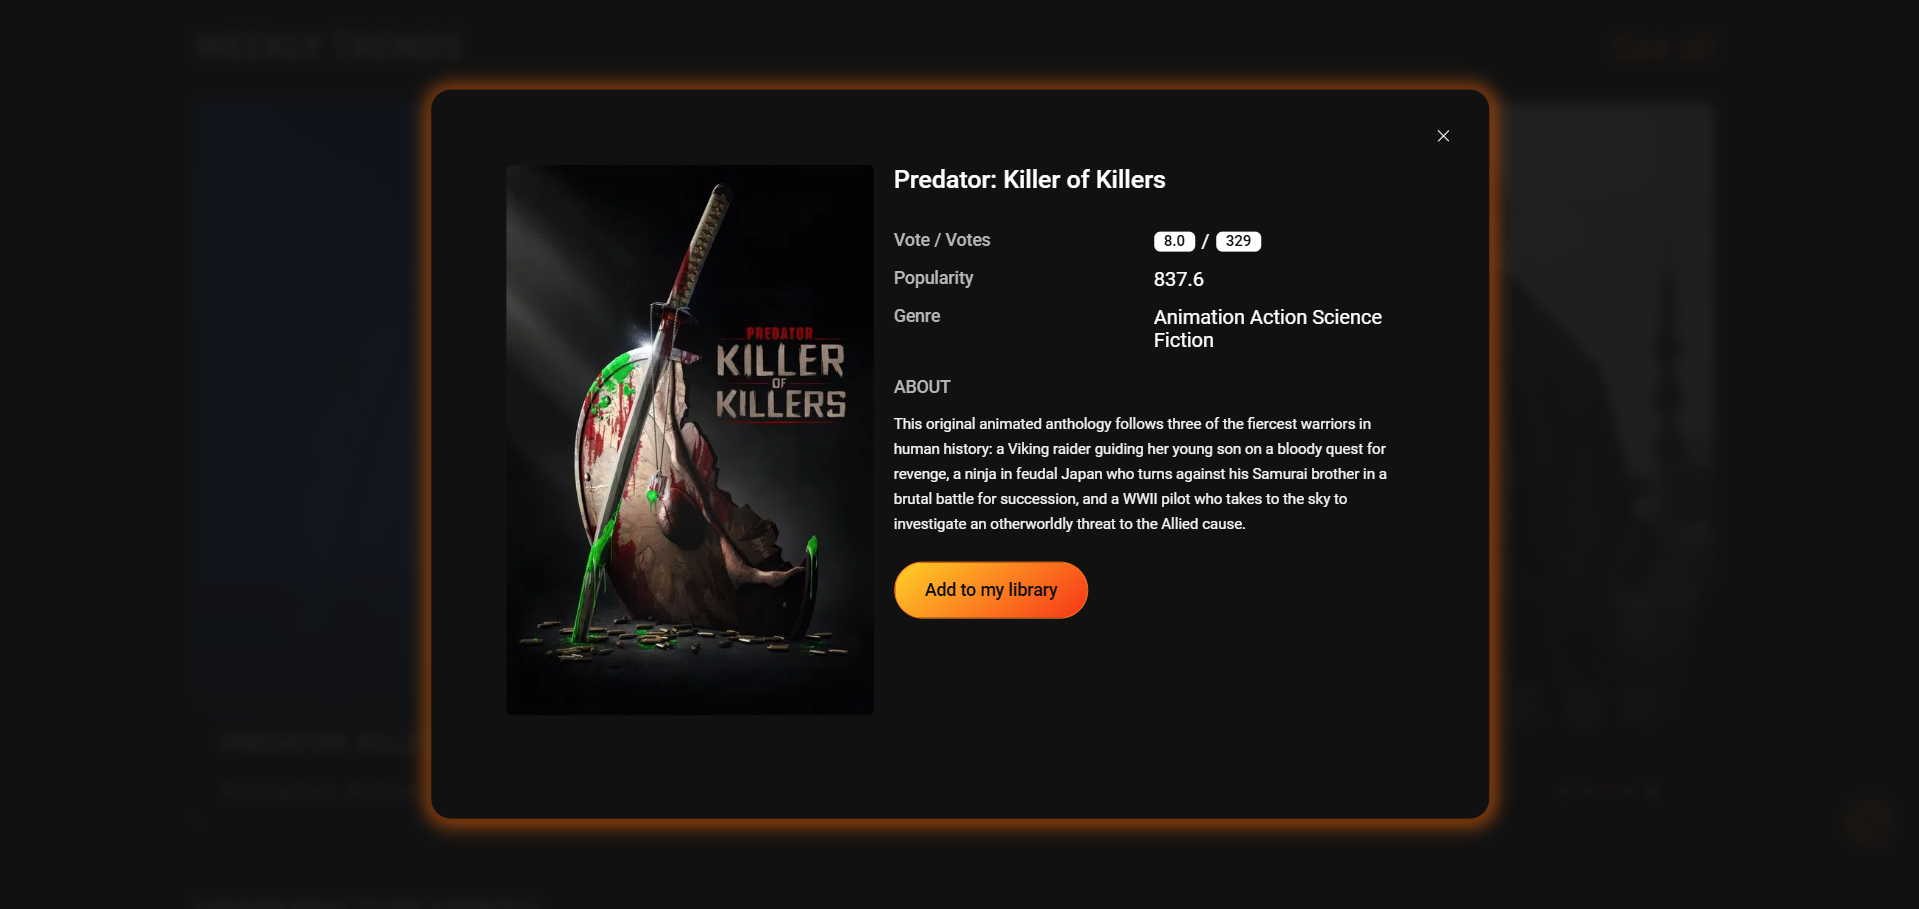 WEEKLY TRENDS
See all
Predator: Killer of Killers
Vote / Votes
8.0 / 329
Popularity
837.6
Genre
Animation Action Science
Fiction
PREDATOR
KILLER
OF
KILLERS
ABOUT
This original animated anthology follows three of the fiercest warriors in
human history: a Viking raider guiding her young son on a bloody quest for
revenge, a ninja in feudal Japan who turns against his Samurai brother in a
brutal battle for succession, and a WWII pilot who takes to the sky to
investigate an otherworldly threat to the Allied cause.
Add to my library